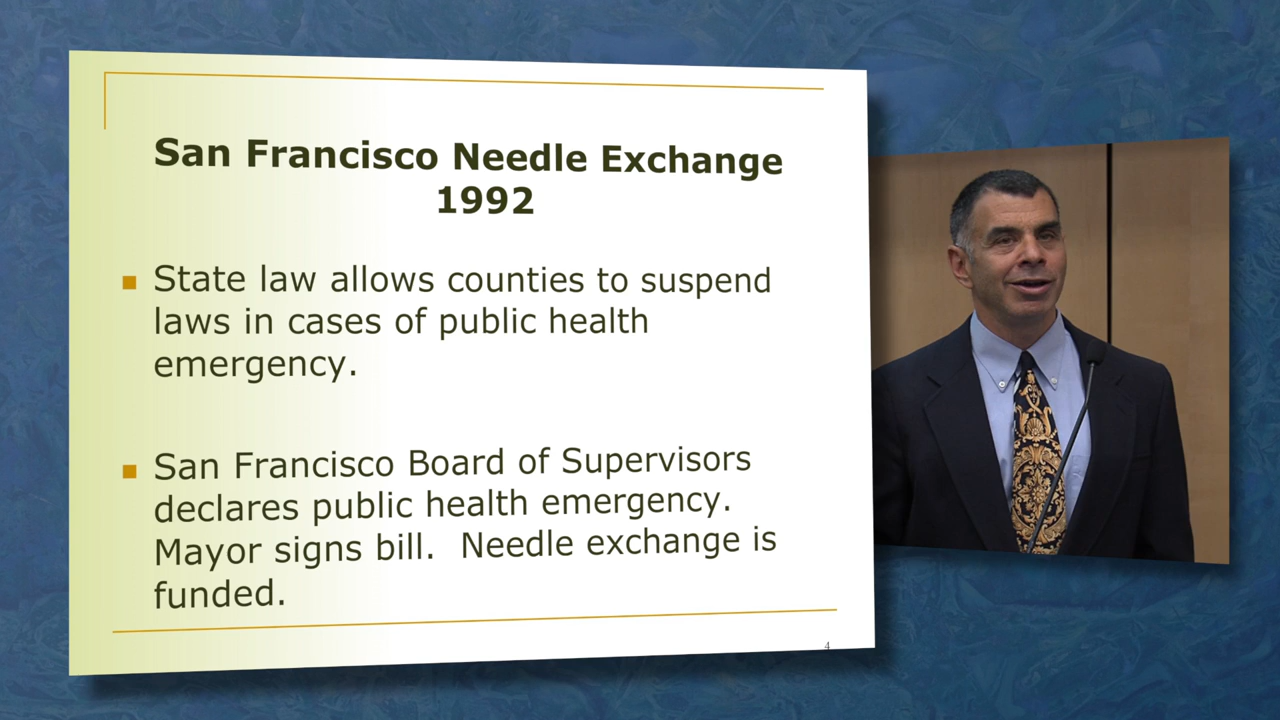 San Francisco Needle Exchange
1992
State law allows counties to suspend
laws in cases of public health
emergency.
San Francisco Board of Supervisors
declares public health emergency.
Mayor signs bill.  Needle exchange is
funded.
4